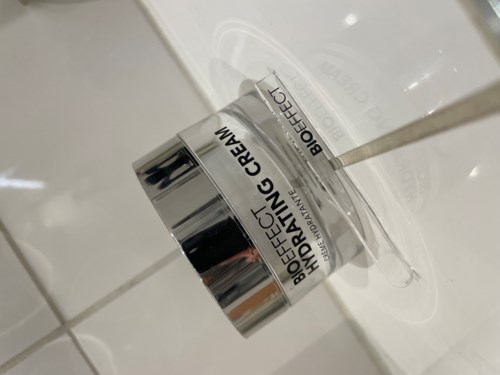 BIOEFFECT
BIOEFFECT
HYDRATING CREAM
CRÈME HYDRATANTE